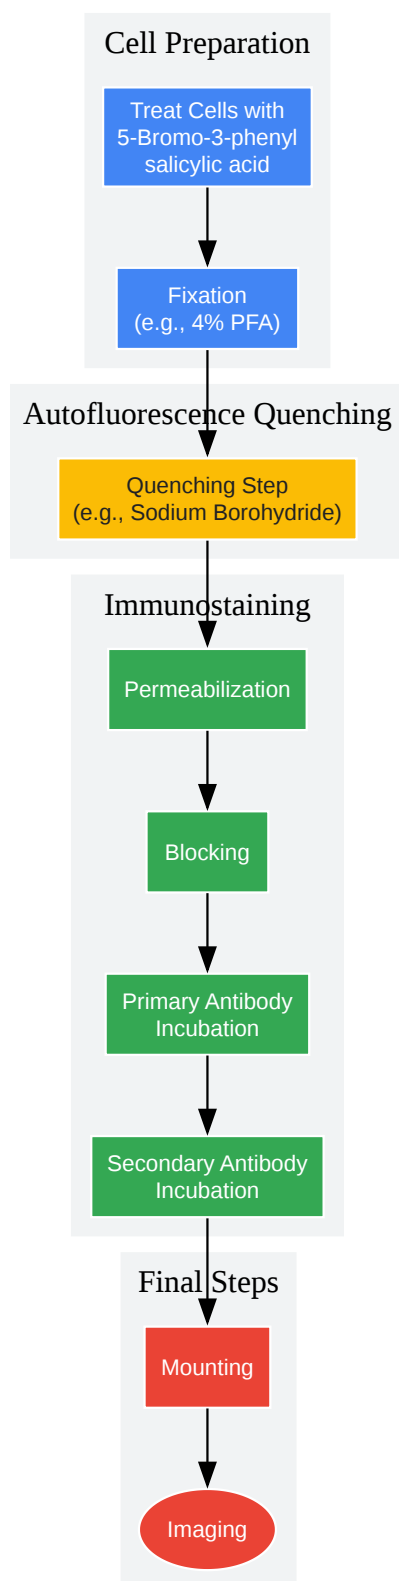 Cell Preparation
Treat Cells with
5-Bromo-3-phenyl
salicylic acid
Fixation
(e.g., 4% PFA)
Autofluorescence Quenching
Quenching Step
(e.g., Sodium Borohydride)
Immunostaining
Permeabilization
Blocking
Primary Antibody
Incubation
Secondary Antibody
Incubation
Final Steps
Mounting
Imaging